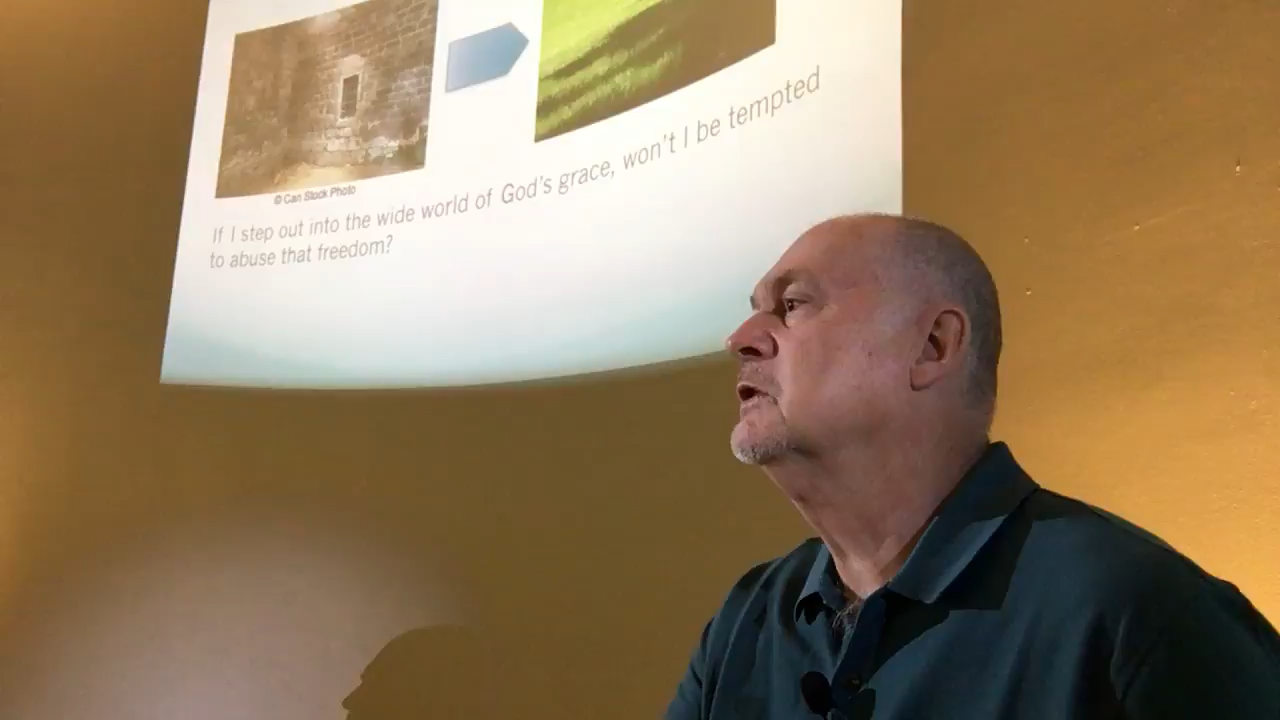 © Can Stock Photo
If I step out into the wide world of God's grace, won't I be tempted
to abuse that freedom?